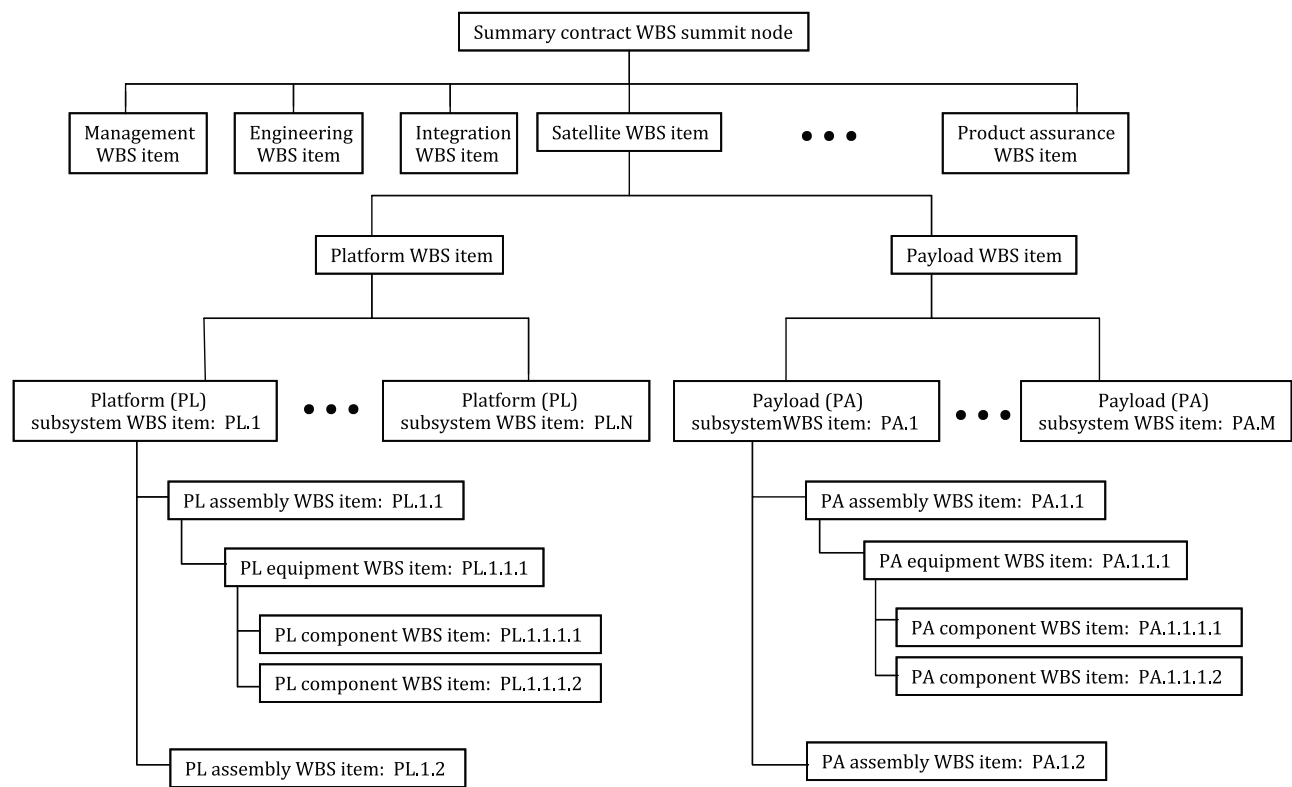 Summary contract WBS summit node
Management
WBS item
Engineering
WBS item
Integration
WBS item
Satellite WBS item
• • •
Product assurance
WBS item
Platform WBS item
Payload WBS item
Platform (PL)
subsystem WBS item: PL.1
• • •
Platform (PL)
subsystem WBS item: PL.N
Payload (PA)
subsystemWBS item: PA.1
• • •
Payload (PA)
subsystem WBS item: PA.M
PL assembly WBS item: PL.1.1
PL equipment WBS item: PL.1.1.1
PL component WBS item: PL.1.1.1.1
PL component WBS item: PL.1.1.1.2
PL assembly WBS item: PL.1.2
PA assembly WBS item: PA.1.1
PA equipment WBS item: PA.1.1.1
PA component WBS item: PA.1.1.1.1
PA component WBS item: PA.1.1.1.2
PA assembly WBS item: PA.1.2